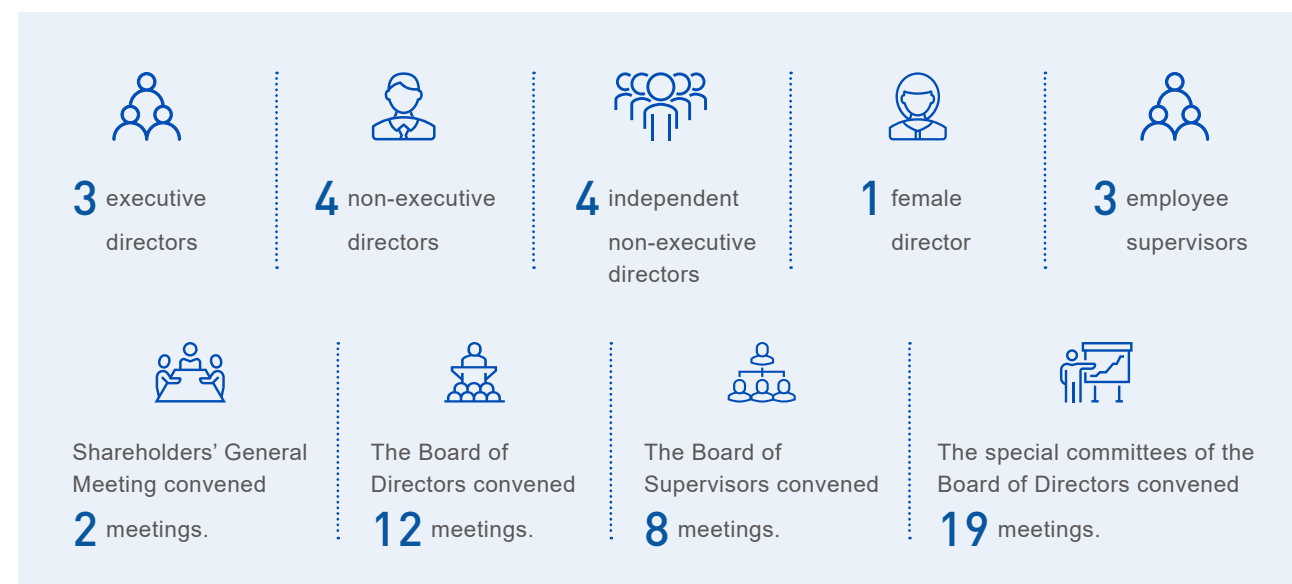 3 executive
directors
4 non-executive
directors
4 independent
non-executive
directors
1 female
director
3 employee
supervisors
Shareholders’ General
Meeting convened
2 meetings.
The Board of
Directors convened
12 meetings.
The Board of
Supervisors convened
8 meetings.
The special committees of the
Board of Directors convened
19 meetings.